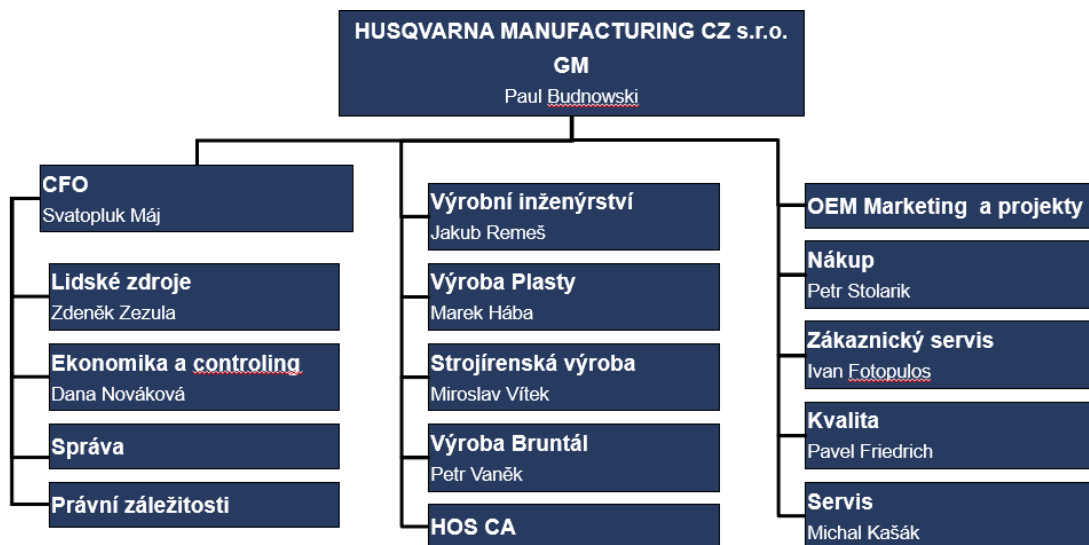 HUSQVARNA MANUFACTURING CZ s.r.o.
GM
Paul Budnowski
CFO
Svatopluk Máj
Lidské zdroje
Zdeněk Zezula
Ekonomika a controling
Dana Nováková
Správa
Právní záležitosti
Výrobní inženýrství
Jakub Remeš
Výroba Plasty
Marek Hába
Strojírenská výroba
Miroslav Vítek
Výroba Bruntál
Petr Vaněk
HOS CA
OEM Marketing a projekty
Nákup
Petr Stolarik
Zákaznický servis
Ivan Fotopulos
Kvalita
Pavel Friedrich
Servis
Michal Kašák